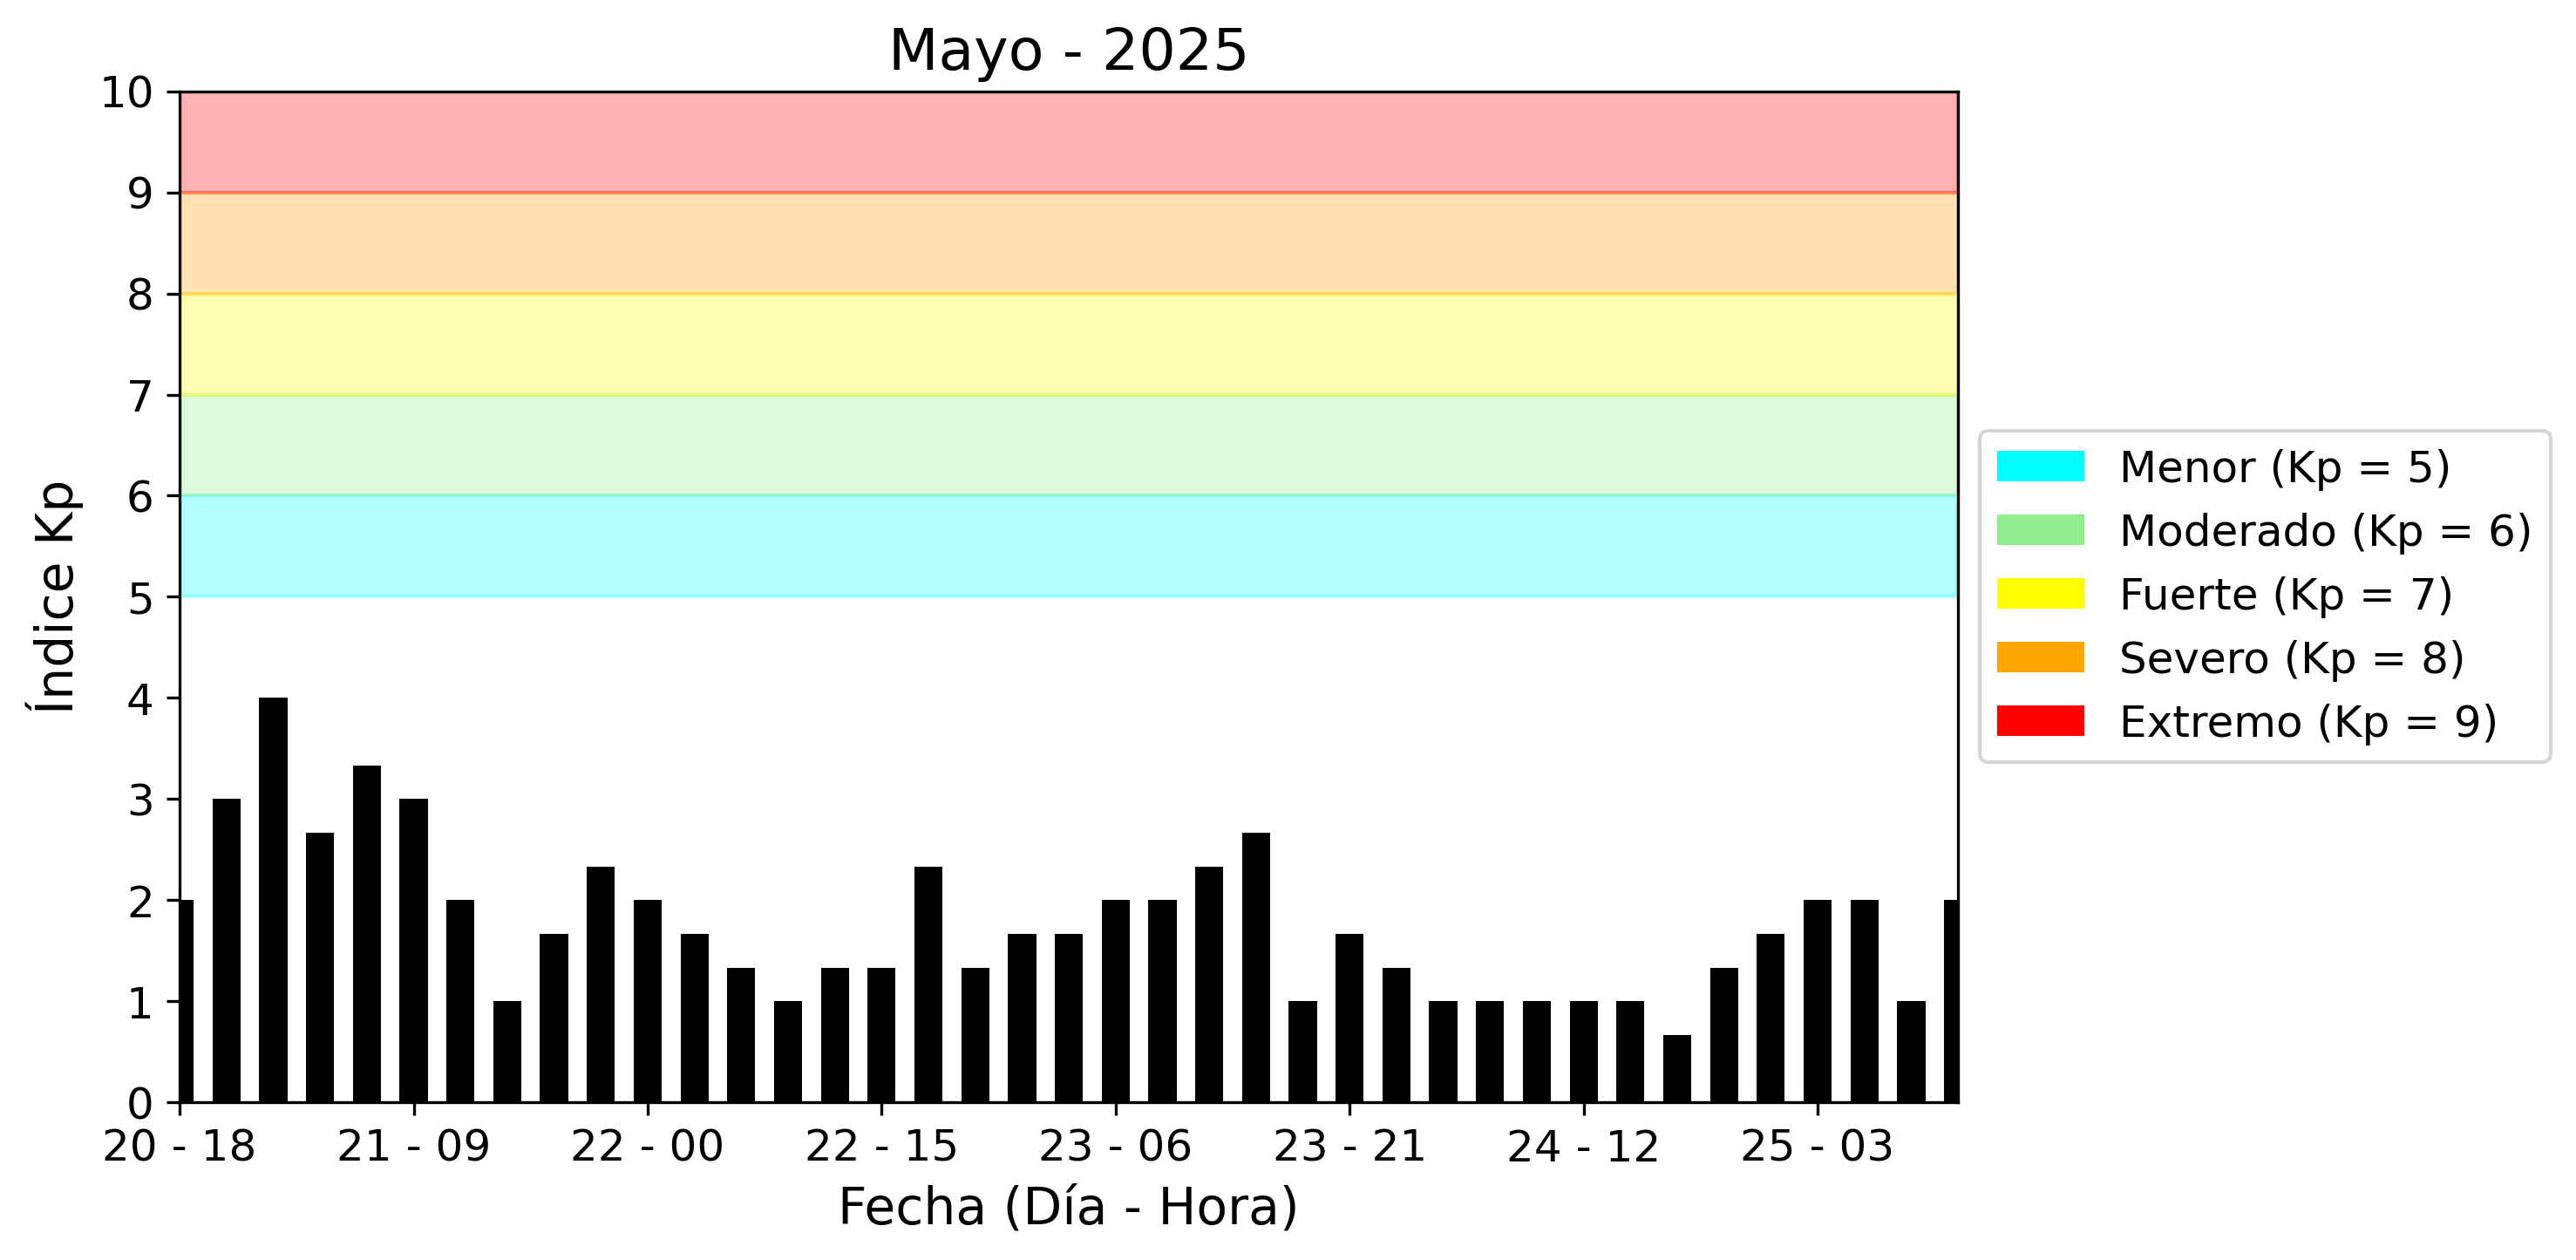 Mayo - 2025
10
9
8
7
6
5
4
3
2
1
0
Índice Kp
20 - 18
21 - 09
22 - 00
22 - 15
23 - 06
23 - 21
24 - 12
25 - 03
Fecha (Día - Hora)
Menor (Kp = 5)
Moderado (Kp = 6)
Fuerte (Kp = 7)
Severo (Kp = 8)
Extremo (Kp = 9)